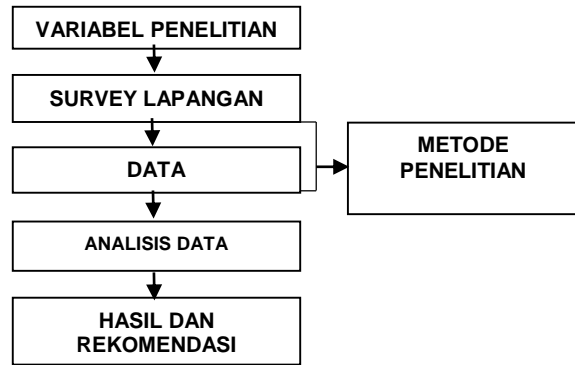 VARIABEL PENELITIAN
SURVEY LAPANGAN
DATA
METODE
PENELITIAN
ANALISIS DATA
HASIL DAN
REKOMENDASI